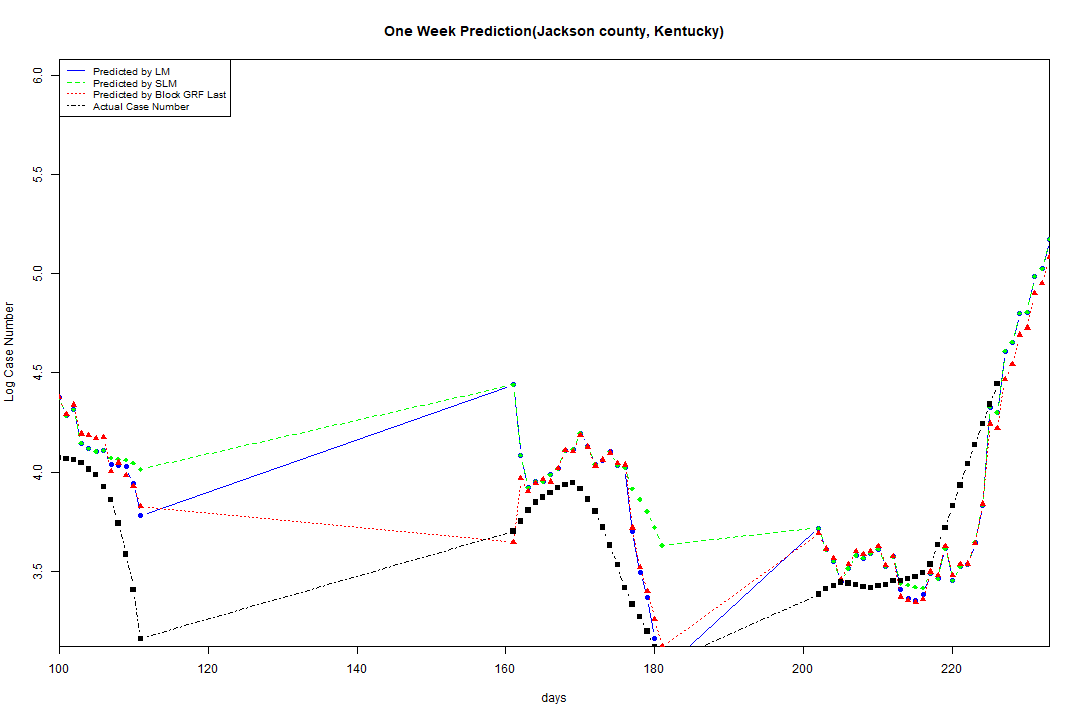 One Week Prediction(Jackson county, Kentucky)
Predicted by LM
Predicted by SLM
Predicted by Block GRF Last
Actual Case Number
Log Case Number
6.0
5.5
5.0
4.5
4.0
3.5
100 120 140 160 180 200 220
days